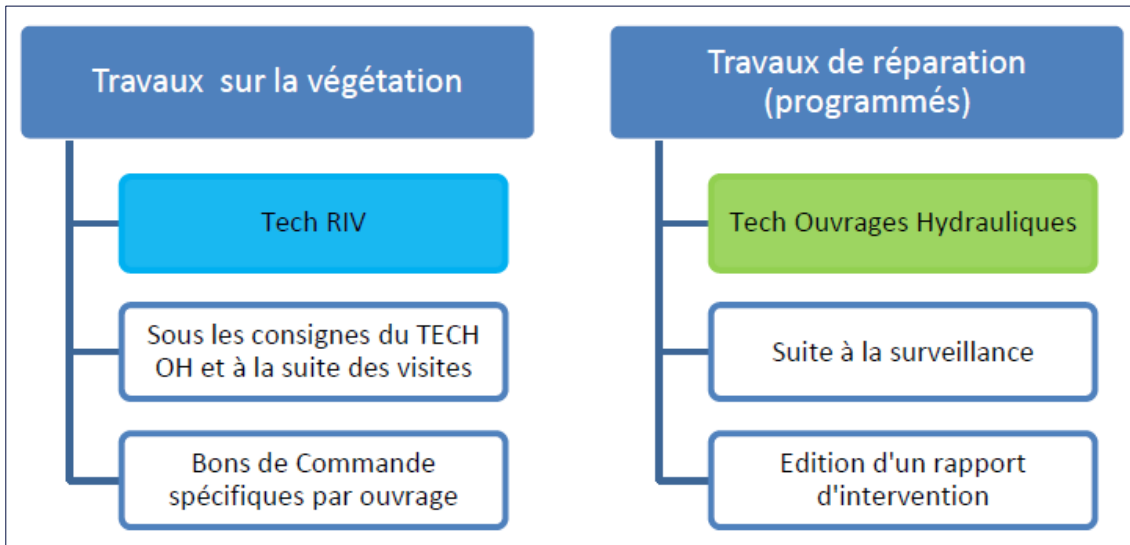 Travaux sur la végétation
Tech RIV
Sous les consignes du TECH
OH et à la suite des visites
Bons de Commande
spécifiques par ouvrage
Travaux de réparation
(programmés)
Tech Ouvrages Hydrauliques
Suite à la surveillance
Edition d'un rapport
d'intervention